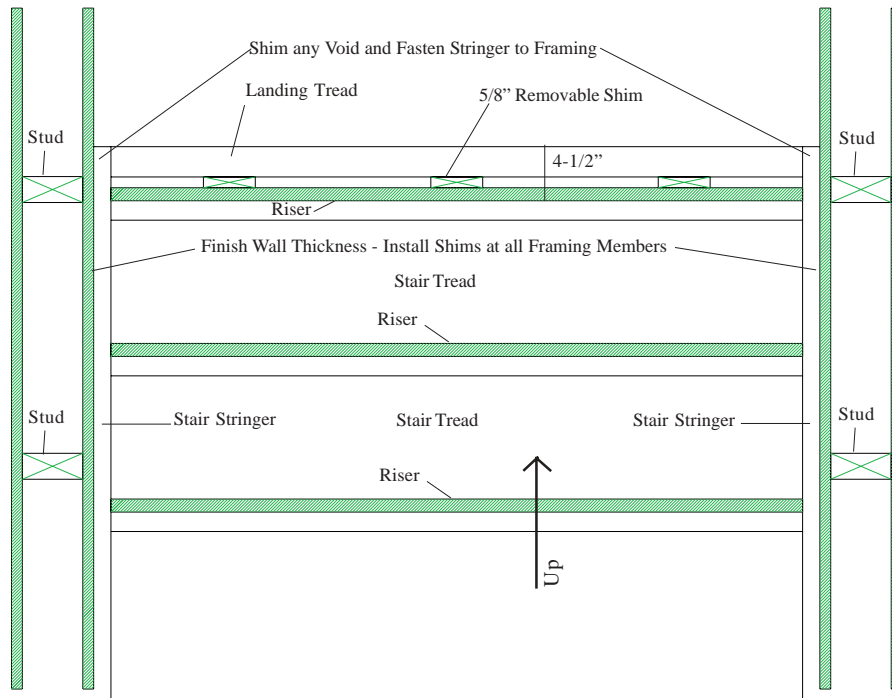 Shim any Void and Fasten Stringer to Framing
Landing Tread
5/8” Removable Shim
Stud
Stud
4-1/2”
Riser
Finish Wall Thickness - Install Shims at all Framing Members
Stair Tread
Riser
Stud
Stair Stringer
Stair Tread
Stair Stringer
Stud
Riser
Up